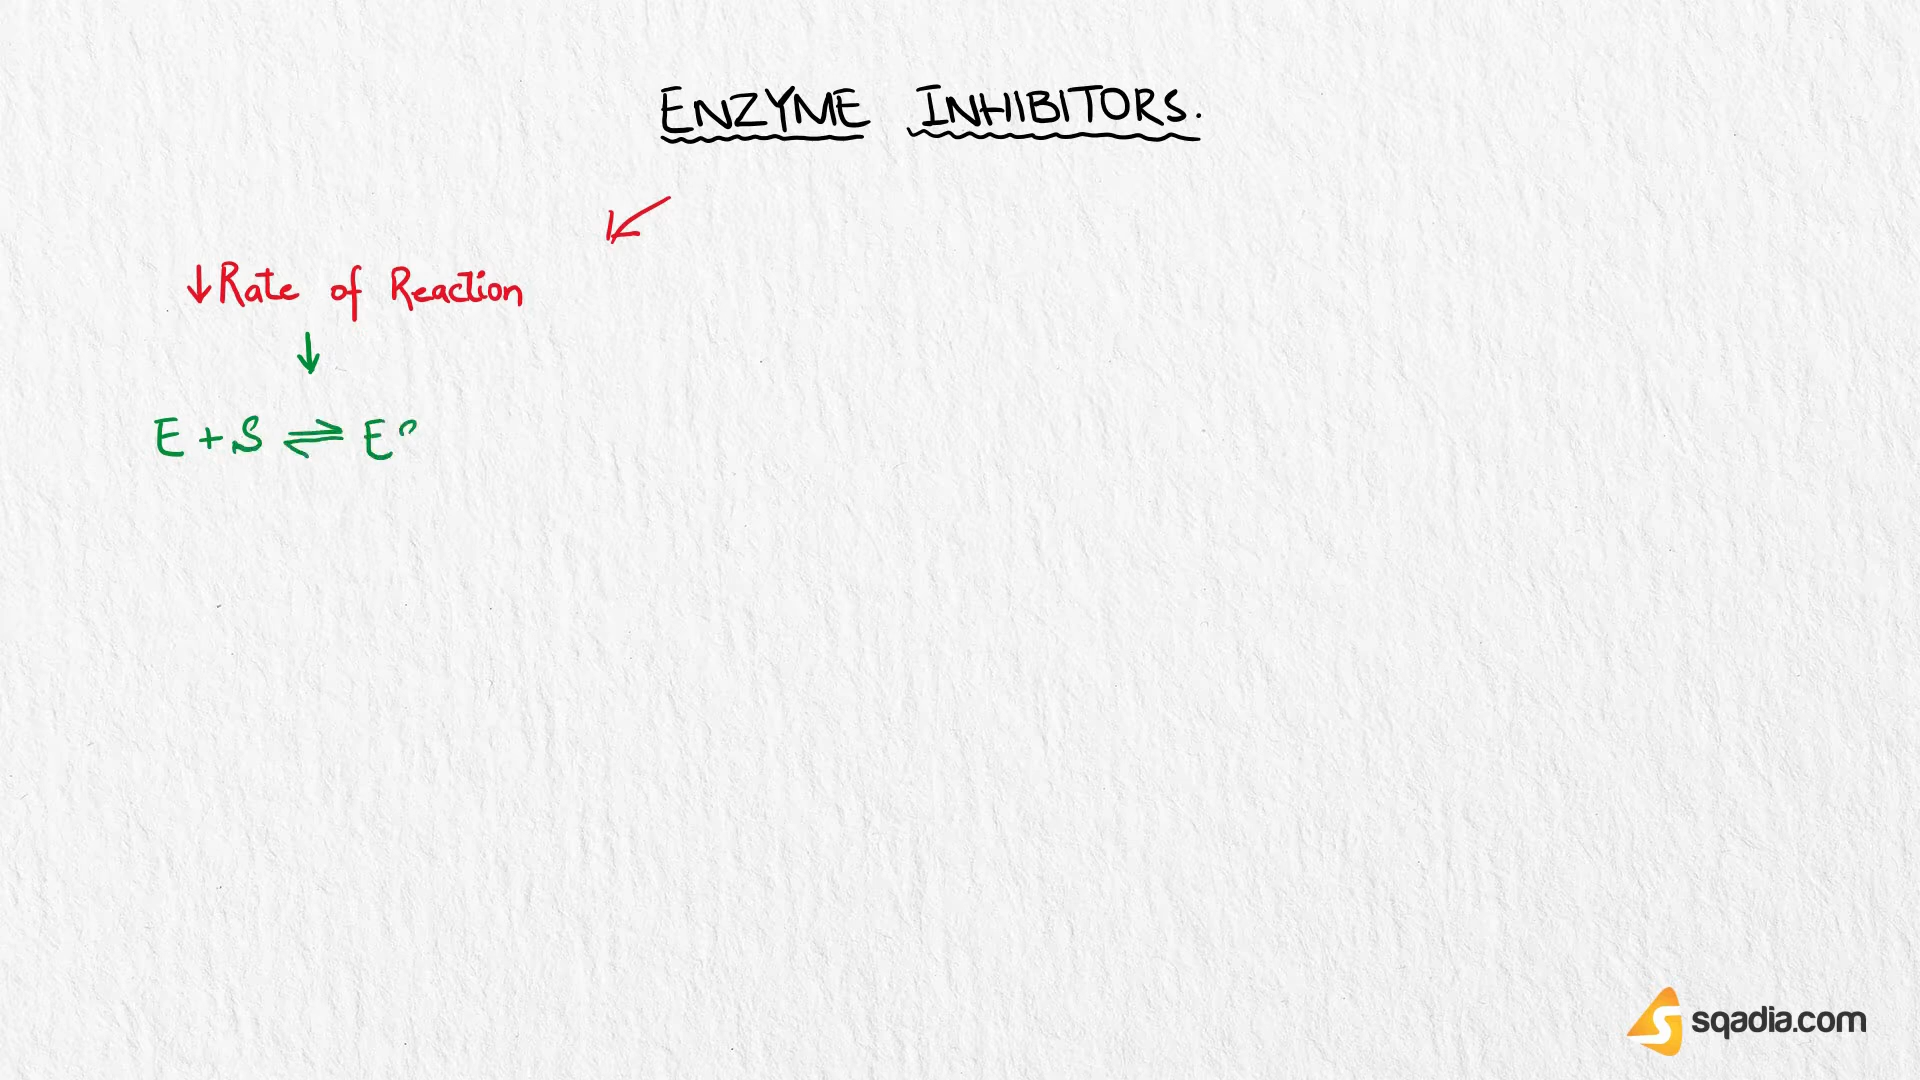 ENZYME INHIBITORS.
↓ Rate of Reaction
↓
E + S ⇌ E
sqadia.com